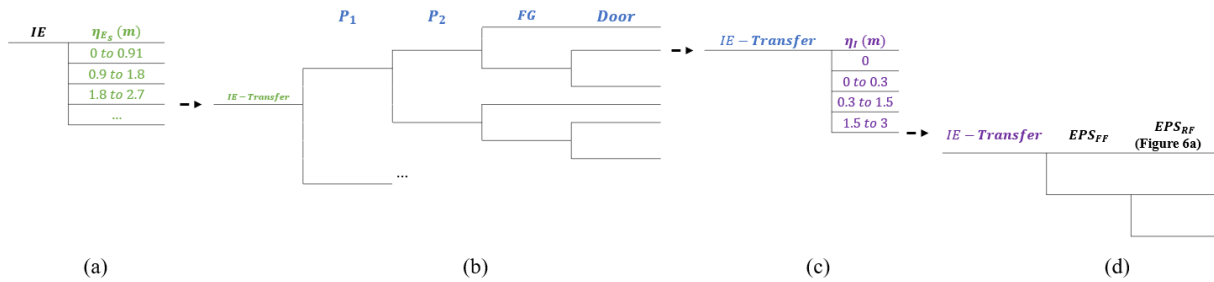 IE η_{E_S} (m)
0 to 0.91
0.9 to 1.8
1.8 to 2.7
...
IE – Transfer
P_1 P_2 FG Door
...
IE – Transfer η_I (m)
0
0 to 0.3
0.3 to 1.5
1.5 to 3
IE – Transfer EPS_{FF} EPS_{RF}
(Figure 6a)
(a) (b) (c) (d)